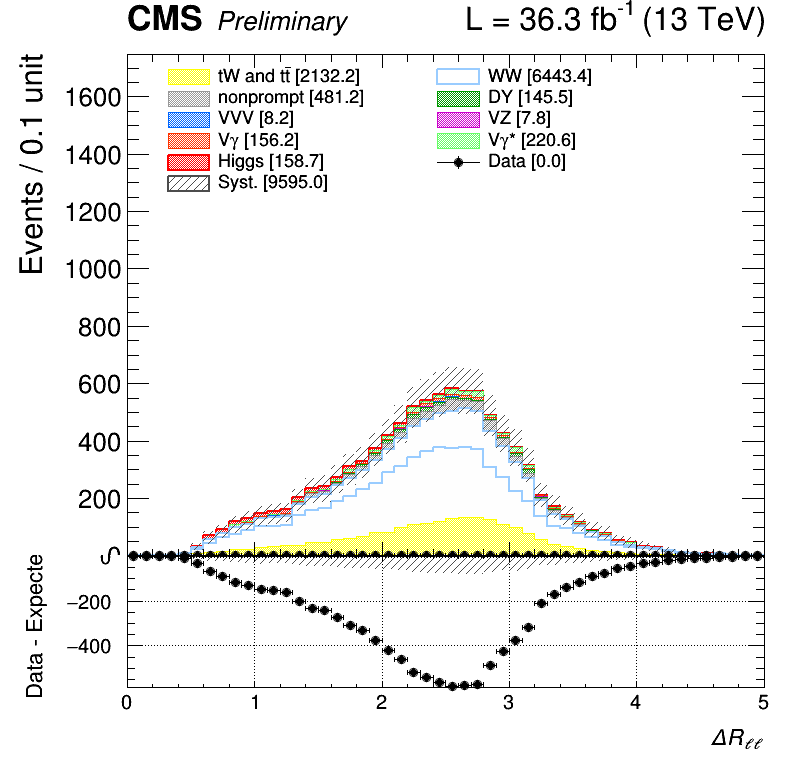 CMS Preliminary L = 36.3 fb⁻¹ (13 TeV)
Events / 0.1 unit
tW and tt̄ [2132.2]
nonprompt [481.2]
VVV [8.2]
Vγ [156.2]
Higgs [158.7]
Syst. [9595.0]
WW [6443.4]
DY [145.5]
VZ [7.8]
Vγ* [220.6]
Data [0.0]
1600
1400
1200
1000
800
600
400
200
0
Data - Expecte
−200
−400
0 1 2 3 4 5
ΔRℓℓ